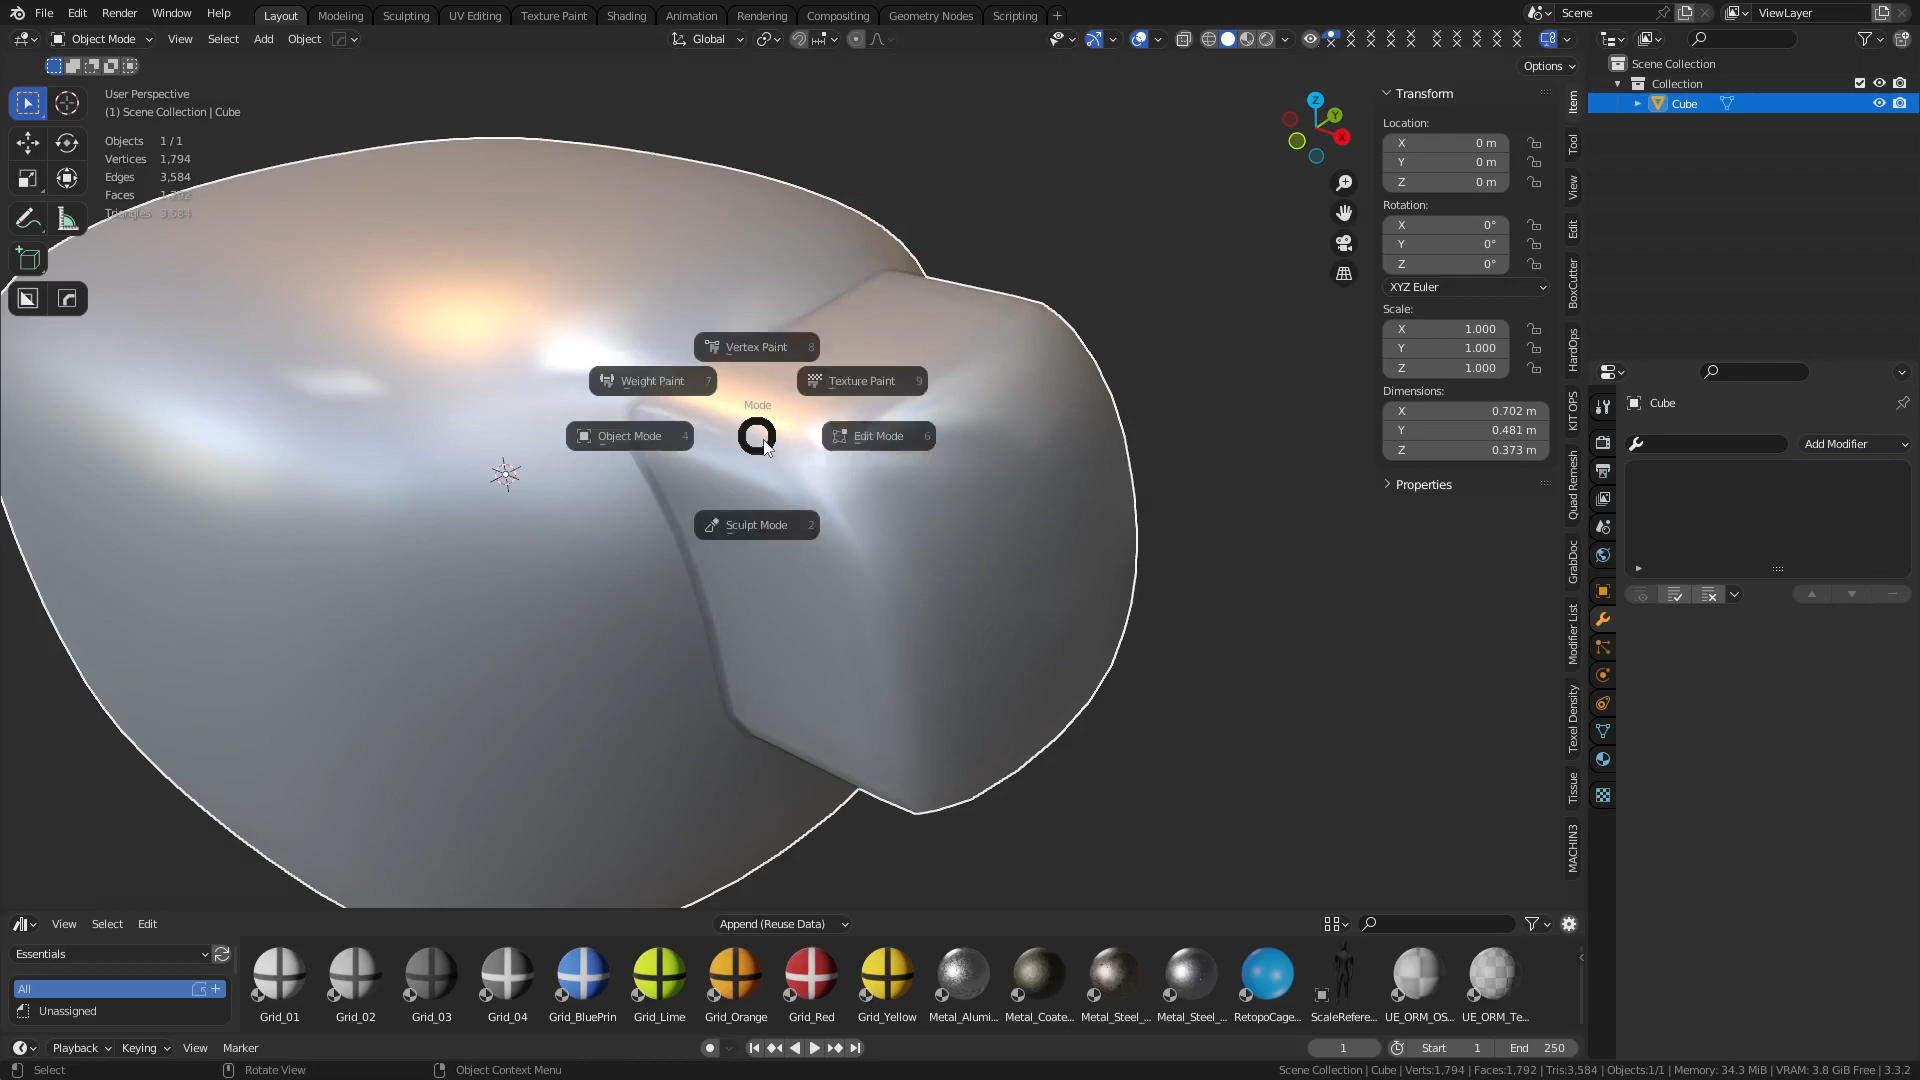 File Edit Render Window Help Layout Modeling Sculpting UV Editing Texture Paint Shading Animation Rendering Compositing Geometry Nodes Scripting + Scene ViewLayer
Object Mode View Select Add Object Global
Options
User Perspective
(1) Scene Collection | Cube
Objects 1 / 1
Vertices 1,794
Edges 3,584
Faces 1,792
Triangles 3,584
Z
Y
X
Vertex Paint 8
Weight Paint 7
Texture Paint 9
Mode
Object Mode 4
Edit Mode 6
Sculpt Mode 2
Transform
Location:
X 0 m
Y 0 m
Z 0 m
Rotation:
X 0°
Y 0°
Z 0°
XYZ Euler
Scale:
X 1.000
Y 1.000
Z 1.000
Dimensions:
X 0.702 m
Y 0.481 m
Z 0.373 m
Properties
Item
Tool
View
Edit
BoxCutter
HardOps
KIT OPS
Quad Remesh
GrabDoc
Modifier List
Texel Density
Tissue
MACHIN3
Scene Collection
Collection
Cube
Cube
Add Modifier
View Select Edit Append (Reuse Data)
Essentials
All
Unassigned
Grid_01 Grid_02 Grid_03 Grid_04 Grid_BluePrin Grid_Lime Grid_Orange Grid_Red Grid_Yellow Metal_Alumi... Metal_Coate... Metal_Steel_... Metal_Steel_... RetopoCage... ScaleRefere... UE_ORM_OS... UE_ORM_Te...
Playback Keying View Marker 1 Start 1 End 250
Select Rotate View Object Context Menu Scene Collection | Cube | Verts:1,794 | Faces:1,792 | Tris:3,584 | Objects:1/1 | Memory: 34.3 MiB | VRAM: 3.8 GiB Free | 3.3.2